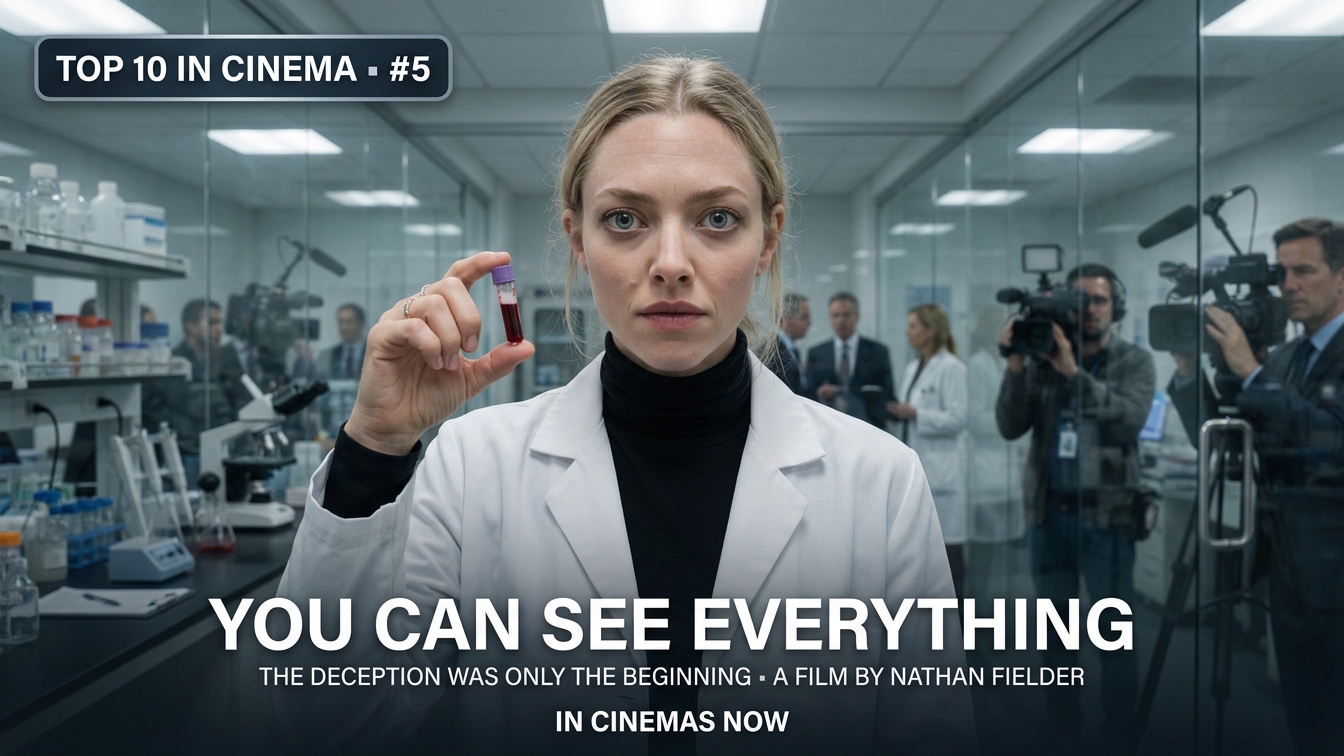 TOP 10 IN CINEMA ▪ #5
YOU CAN SEE EVERYTHING
THE DECEPTION WAS ONLY THE BEGINNING ▪ A FILM BY NATHAN FIELDER
IN CINEMAS NOW